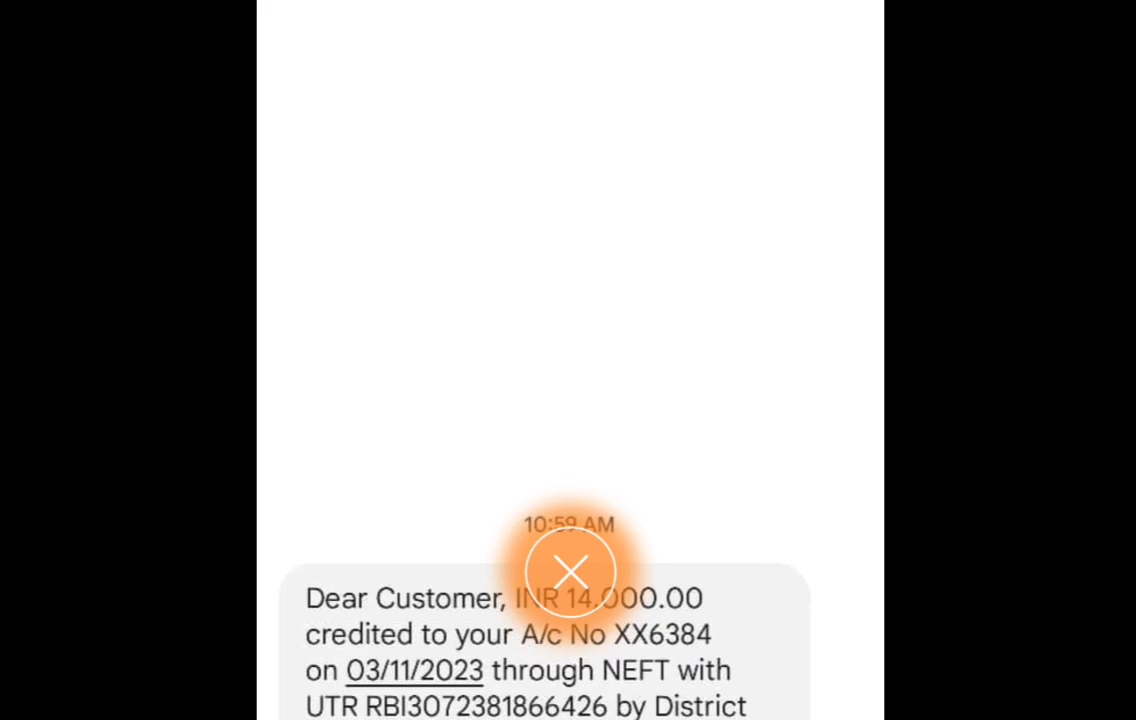 10:59 AM
Dear Customer, INR 14,000.00
credited to your A/c No XX6384
on 03/11/2023 through NEFT with
UTR RBI3072381866426 by District